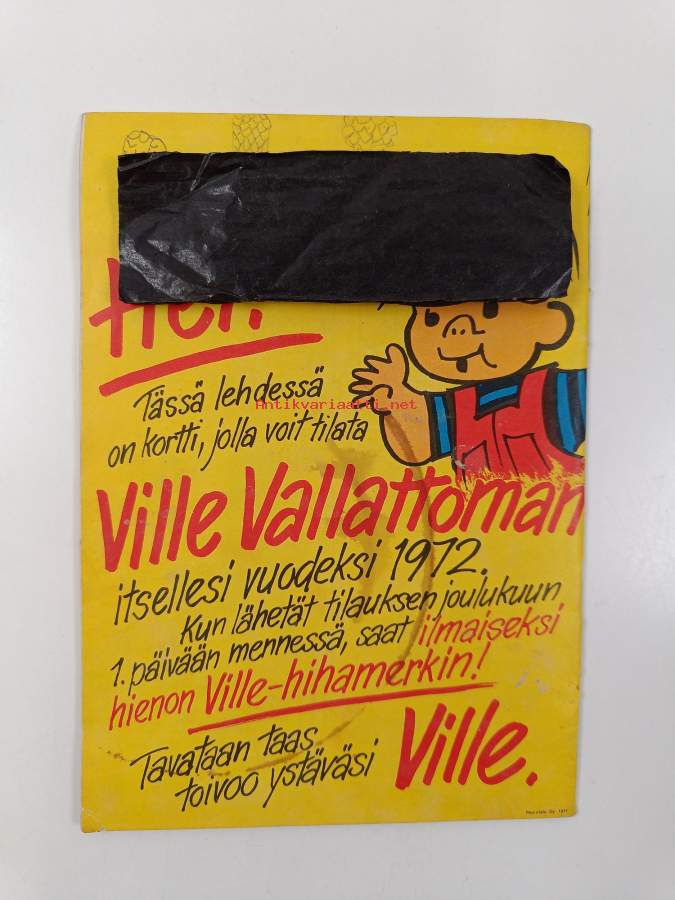 Hei!
Tässä lehdessä
on kortti, jolla voit tilata
Antikvariaatti.net
Ville Vallattoman
itsellesi vuodeksi 1972.
Kun lähetät tilauksen joulukuun
1. päivään mennessä, saat ilmaiseksi
hienon Ville-hihamerkin!
Tavataan taas
toivoo ystäväsi
Ville.